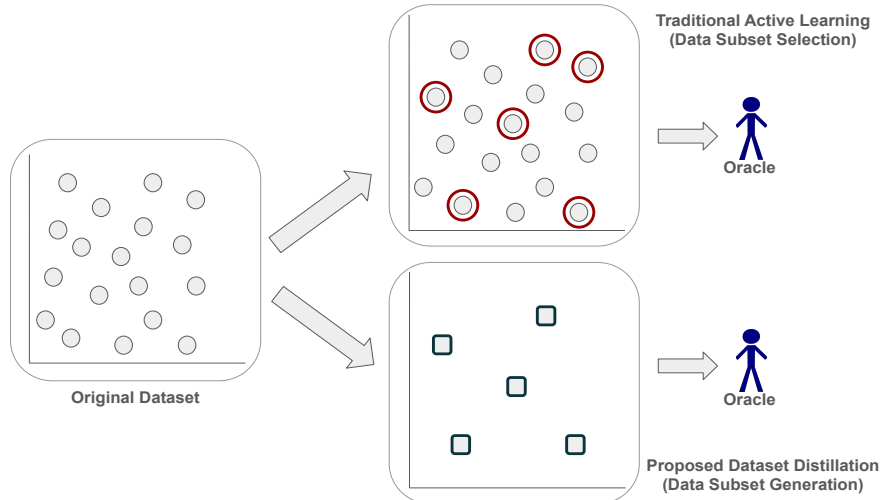 Traditional Active Learning
(Data Subset Selection)
Oracle
Original Dataset
Oracle
Proposed Dataset Distillation
(Data Subset Generation)